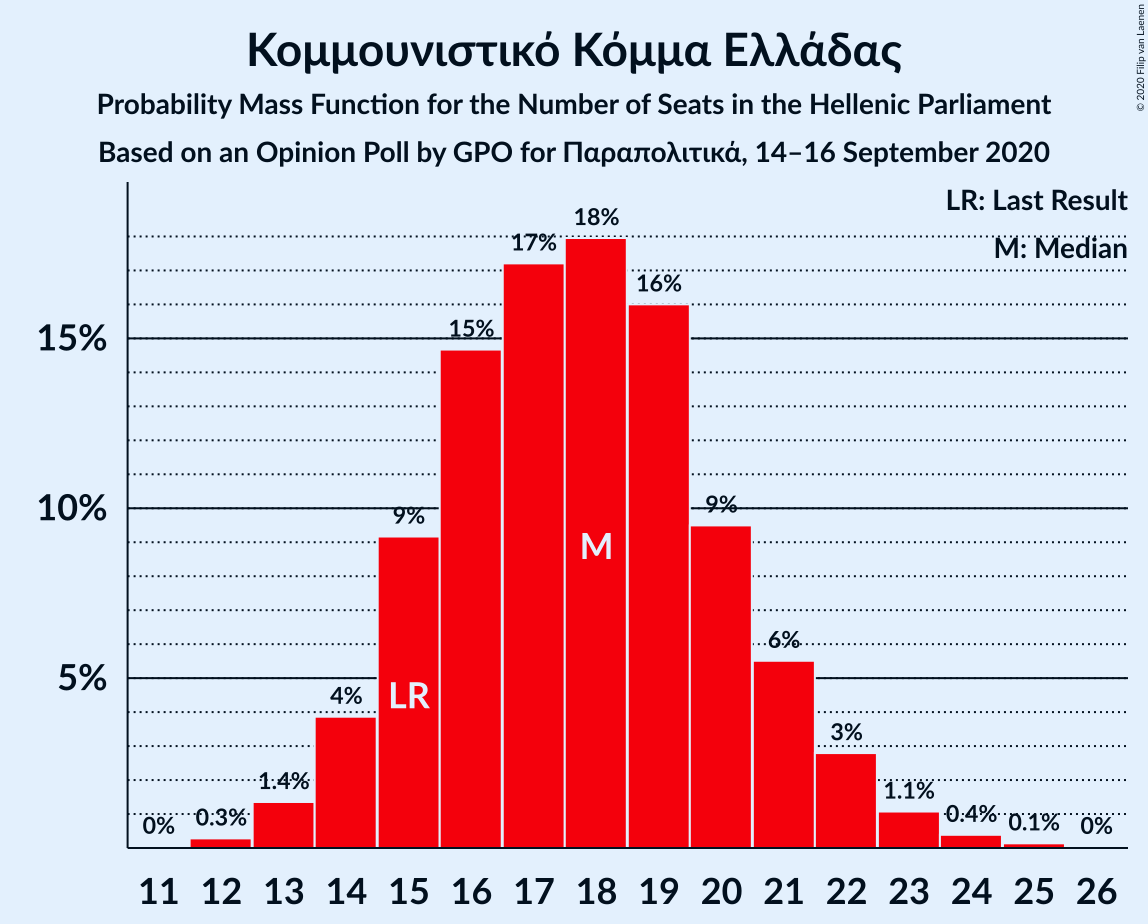 Κομμουνιστικό Κόμμα Ελλάδας
Probability Mass Function for the Number of Seats in the Hellenic Parliament
Based on an Opinion Poll by GPO for Παραπολιτικά, 14–16 September 2020
© 2020 Filip van Laenen
LR: Last Result
M: Median
15%
10%
5%
0%
0.3%
1.4%
4%
9%
15%
17%
18%
16%
9%
6%
3%
1.1%
0.4%
0.1%
0%
LR
M
11 12 13 14 15 16 17 18 19 20 21 22 23 24 25 26